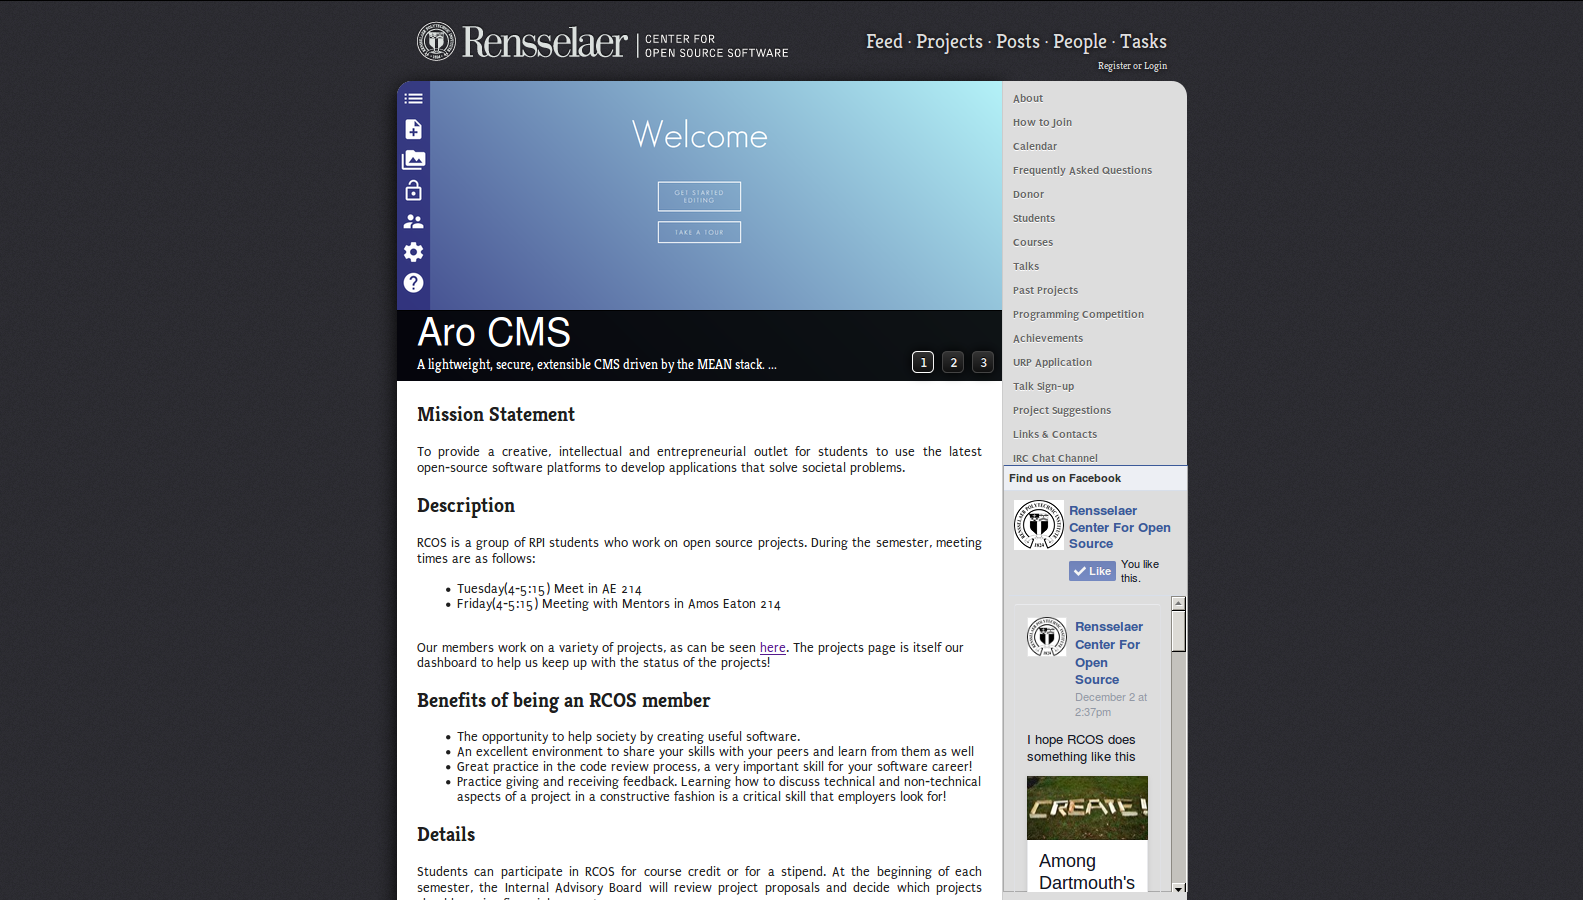 Rensselaer
CENTER FOR
OPEN SOURCE SOFTWARE
Feed · Projects · Posts · People · Tasks
Register or Login
Welcome
GET STARTED
EDITING
TAKE A TOUR
Aro CMS
A lightweight, secure, extensible CMS driven by the MEAN stack. ...
1 2 3
Mission Statement
To provide a creative, intellectual and entrepreneurial outlet for students to use the latest
open-source software platforms to develop applications that solve societal problems.
Description
RCOS is a group of RPI students who work on open source projects. During the semester, meeting
times are as follows:
• Tuesday(4-5:15) Meet in AE 214
• Friday(4-5:15) Meeting with Mentors in Amos Eaton 214
Our members work on a variety of projects, as can be seen here. The projects page is itself our
dashboard to help us keep up with the status of the projects!
Benefits of being an RCOS member
• The opportunity to help society by creating useful software.
• An excellent environment to share your skills with your peers and learn from them as well
• Great practice in the code review process, a very important skill for your software career!
• Practice giving and receiving feedback. Learning how to discuss technical and non-technical
aspects of a project in a constructive fashion is a critical skill that employers look for!
Details
Students can participate in RCOS for course credit or for a stipend. At the beginning of each
semester, the Internal Advisory Board will review project proposals and decide which projects
About
How to Join
Calendar
Frequently Asked Questions
Donor
Students
Courses
Talks
Past Projects
Programming Competition
Achievements
URP Application
Talk Sign-up
Project Suggestions
Links & Contacts
IRC Chat Channel
Find us on Facebook
Rensselaer
Center For Open
Source
Like
You like
this.
Rensselaer
Center For
Open
Source
December 2 at
2:37pm
I hope RCOS does
something like this
CREATE!
Among
Dartmouth's